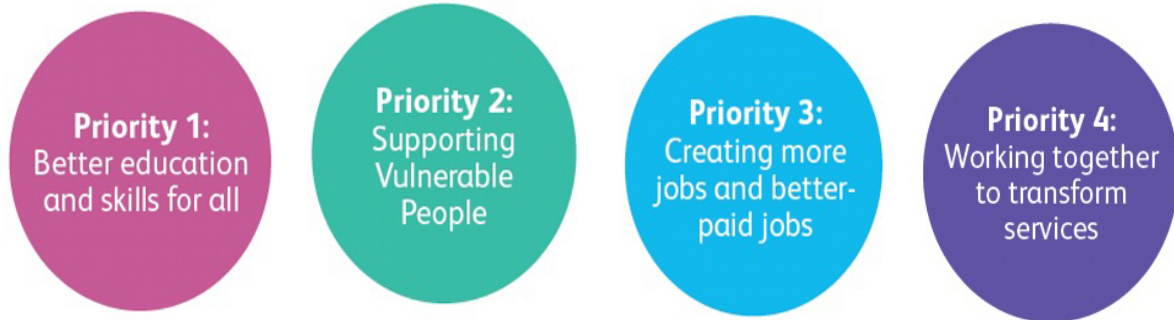 Priority 1:
Better education
and skills for all
Priority 2:
Supporting
Vulnerable
People
Priority 3:
Creating more
jobs and better-
paid jobs
Priority 4:
Working together
to transform
services